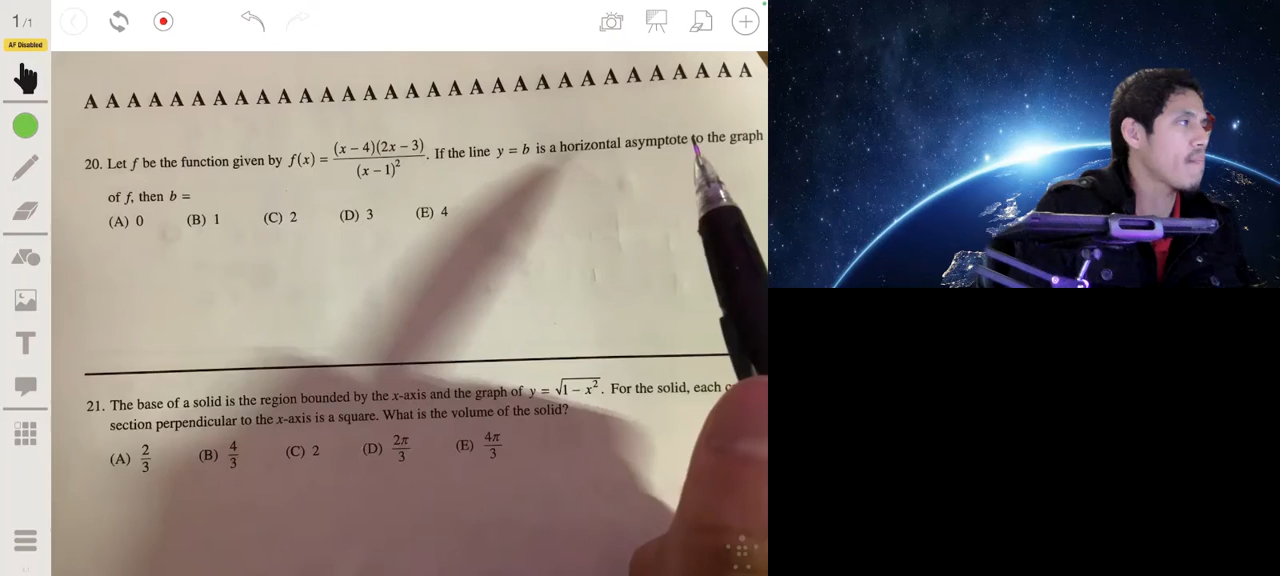 1/1
AF Disabled
A A A A A A A A A A A A A A A A A A A A A A A A A A A A A A A
20. Let f be the function given by f(x) = (x − 4)(2x − 3) / (x − 1)². If the line y = b is a horizontal asymptote to the graph
of f, then b =
(A) 0 (B) 1 (C) 2 (D) 3 (E) 4
21. The base of a solid is the region bounded by the x-axis and the graph of y = √(1 − x²). For the solid, each
section perpendicular to the x-axis is a square. What is the volume of the solid?
(A) 2/3 (B) 4/3 (C) 2 (D) 2π/3 (E) 4π/3